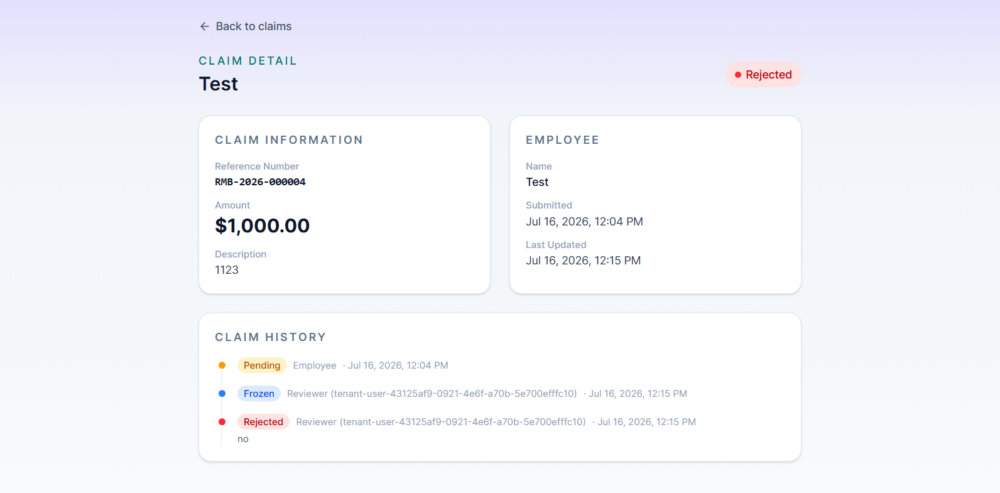 Back to claims
CLAIM DETAIL
Test
Rejected
CLAIM INFORMATION
Reference Number
RMB-2026-000004
Amount
$1,000.00
Description
1123
EMPLOYEE
Name
Test
Submitted
Jul 16, 2026, 12:04 PM
Last Updated
Jul 16, 2026, 12:15 PM
CLAIM HISTORY
Pending Employee · Jul 16, 2026, 12:04 PM
Frozen Reviewer (tenant-user-43125af9-0921-4e6f-a70b-5e700efffc10) · Jul 16, 2026, 12:15 PM
Rejected Reviewer (tenant-user-43125af9-0921-4e6f-a70b-5e700efffc10) · Jul 16, 2026, 12:15 PM
no